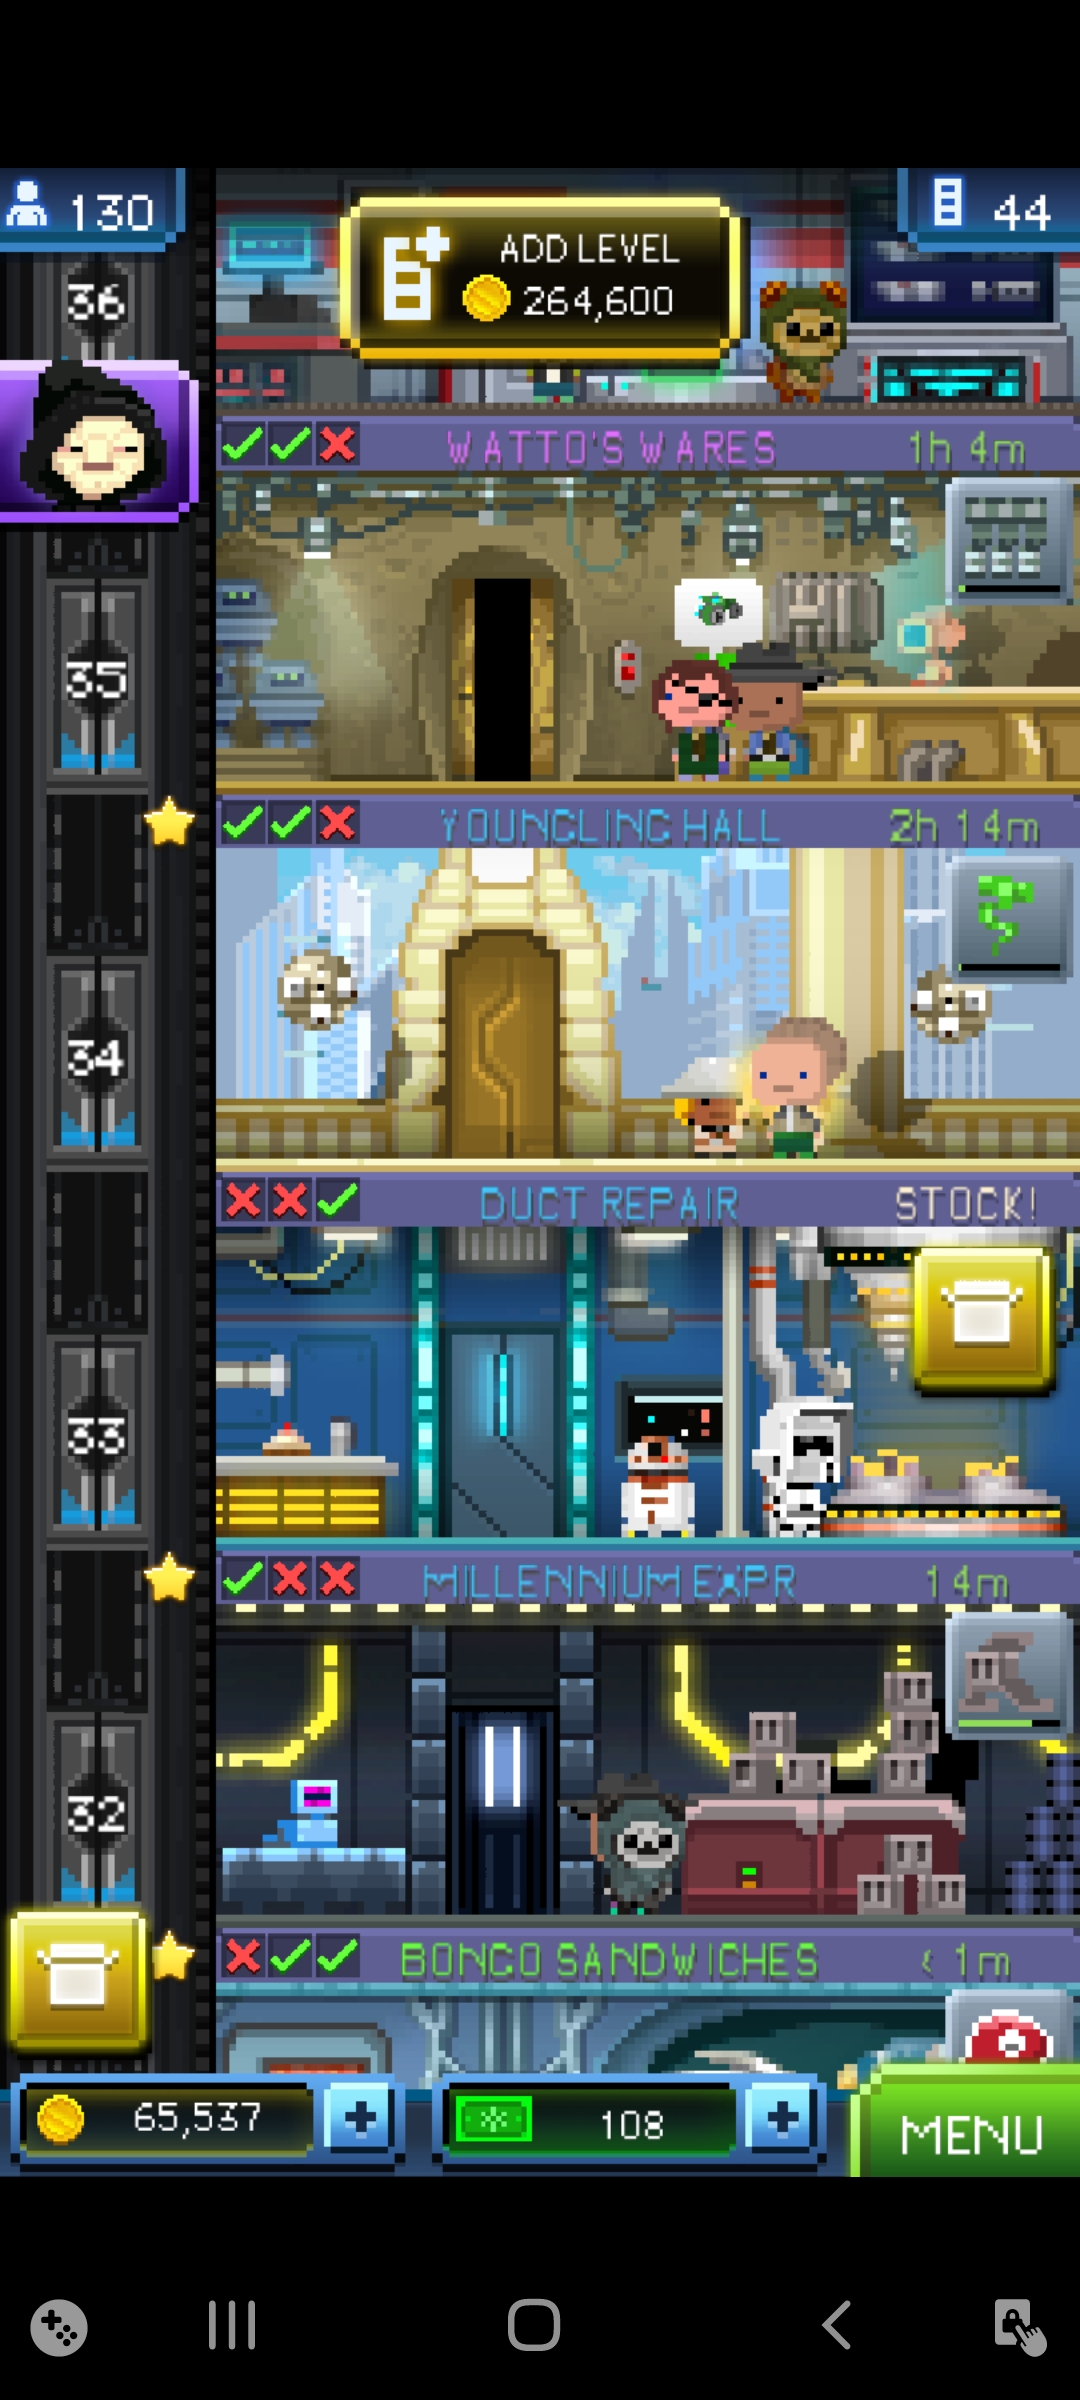 130
ADD LEVEL
264,600
44
36
WATTO'S WARES
1h 4m
35
YOUNGLING HALL
2h 14m
34
DUCT REPAIR
STOCK!
33
MILLENNIUM EXPR
14m
32
BONGO SANDWICHES
< 1m
65,537
108
MENU